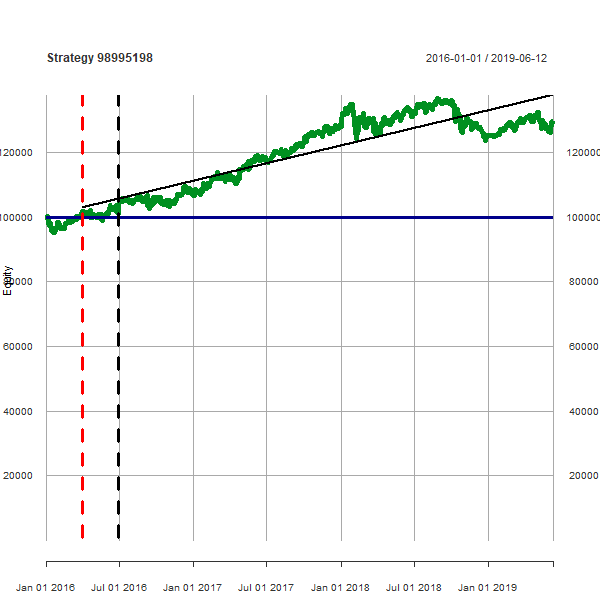 Strategy 98995198 2016-01-01 / 2019-06-12
120000 120000
100000 100000
Equity
80000 80000
60000 60000
40000 40000
20000 20000
Jan 01 2016 Jul 01 2016 Jan 01 2017 Jul 01 2017 Jan 01 2018 Jul 01 2018 Jan 01 2019